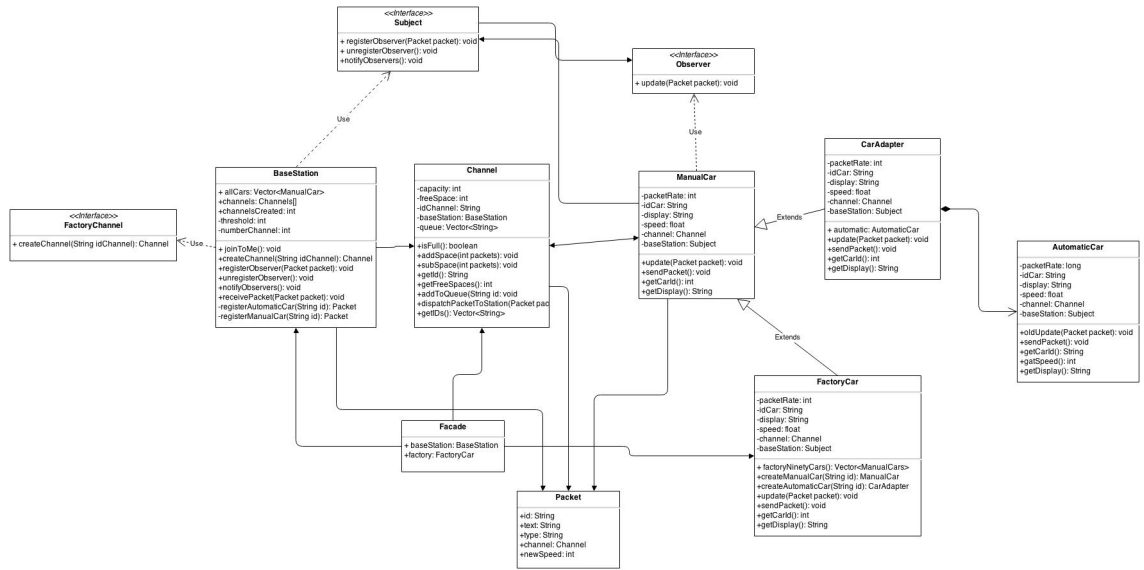 <<Interface>>
Subject
+ registerObserver(Packet packet): void
+ unregisterObserver(): void
+notifyObservers(): void
<<Interface>>
Observer
+ update(Packet packet): void
Use
Use
<<Interface>>
FactoryChannel
+ createChannel(String idChannel): Channel
Use
BaseStation
+ allCars: Vector<ManualCar>
+channels: Channels[]
+channelsCreated: int
-threshold: int
-numberChannel: int
+ joinToMe(): void
+createChannel(String idChannel): Channel
+registerObserver(Packet packet): void
+unregisterObserver(): void
+notifyObservers(): void
+receivePacket(Packet packet): void
-registerAutomaticCar(String id): Packet
-registerManualCar(String id): Packet
Channel
-capacity: int
-freeSpace: int
-idChannel: String
-baseStation: BaseStation
-queue: Vector<String>
+isFull(): boolean
+addSpace(int packets): void
+subSpace(int packets): void
+getId(): String
+getFreeSpaces(): int
+addToQueue(String id: void
+dispatchPacketToStation(Packet pac
+getIDs(): Vector<String>
ManualCar
-packetRate: int
-idCar: String
-display: String
-speed: float
-channel: Channel
-baseStation: Subject
+update(Packet packet): void
+sendPacket(): void
+getCarId(): int
+getDisplay(): String
Extends
CarAdapter
-packetRate: int
-idCar: String
-display: String
-speed: float
-channel: Channel
-baseStation: Subject
+ automatic: AutomaticCar
+update(Packet packet): void
+sendPacket(): void
+getCarId(): int
+getDisplay(): String
AutomaticCar
-packetRate: long
-idCar: String
-display: String
-speed: float
-channel: Channel
-baseStation: Subject
+oldUpdate(Packet packet): void
+sendPacket(): void
+getCarId(): String
+gatSpeed(): int
+getDisplay(): String
Extends
FactoryCar
-packetRate: int
-idCar: String
-display: String
-speed: float
-channel: Channel
-baseStation: Subject
+ factoryNinetyCars(): Vector<ManualCars>
+createManualCar(String id): ManualCar
+createAutomaticCar(String id): CarAdapter
+update(Packet packet): void
+sendPacket(): void
+getCarId(): int
+getDisplay(): String
Facade
+ baseStation: BaseStation
+factory: FactoryCar
Packet
+id: String
+text: String
+type: String
+channel: Channel
+newSpeed: int